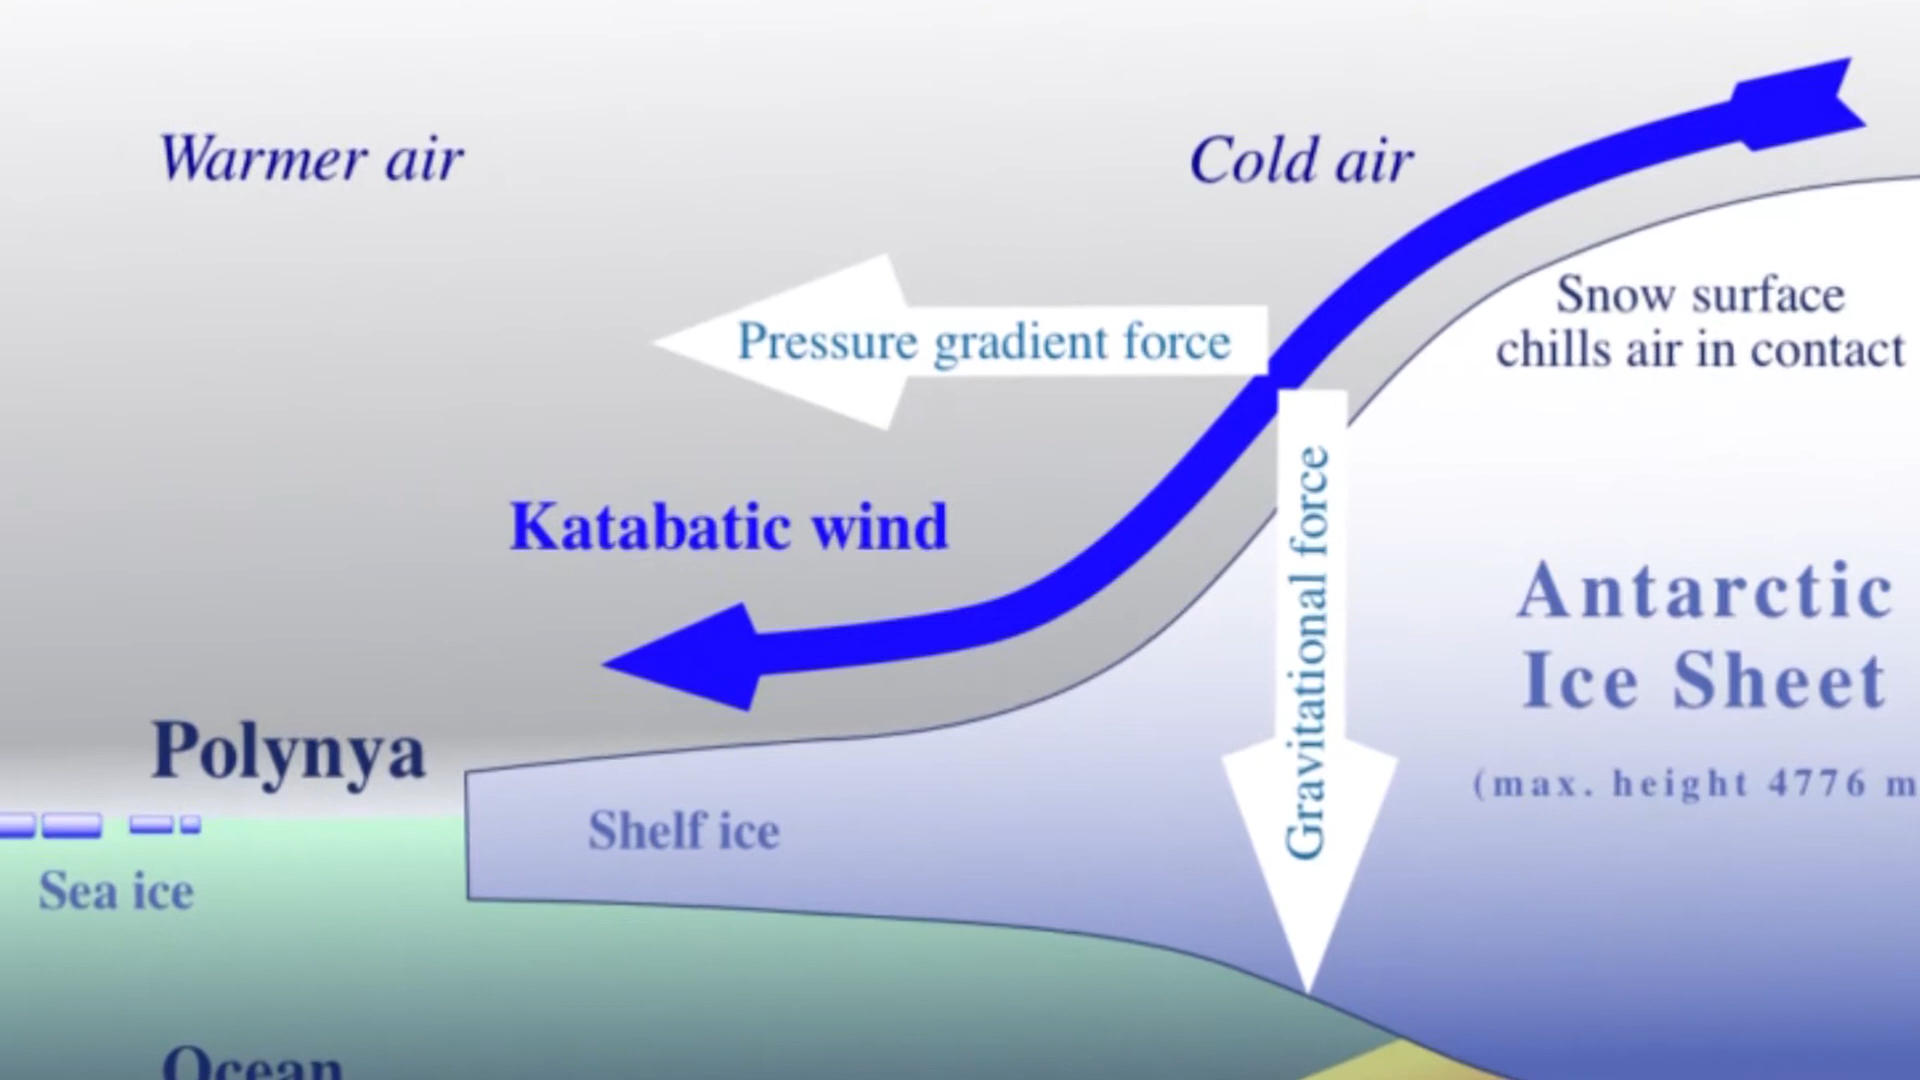 Warmer air
Cold air
Snow surface
chills air in contact
Pressure gradient force
Katabatic wind
Gravitational force
Antarctic
Ice Sheet
(max. height 4776 m
Polynya
Shelf ice
Sea ice
Ocean